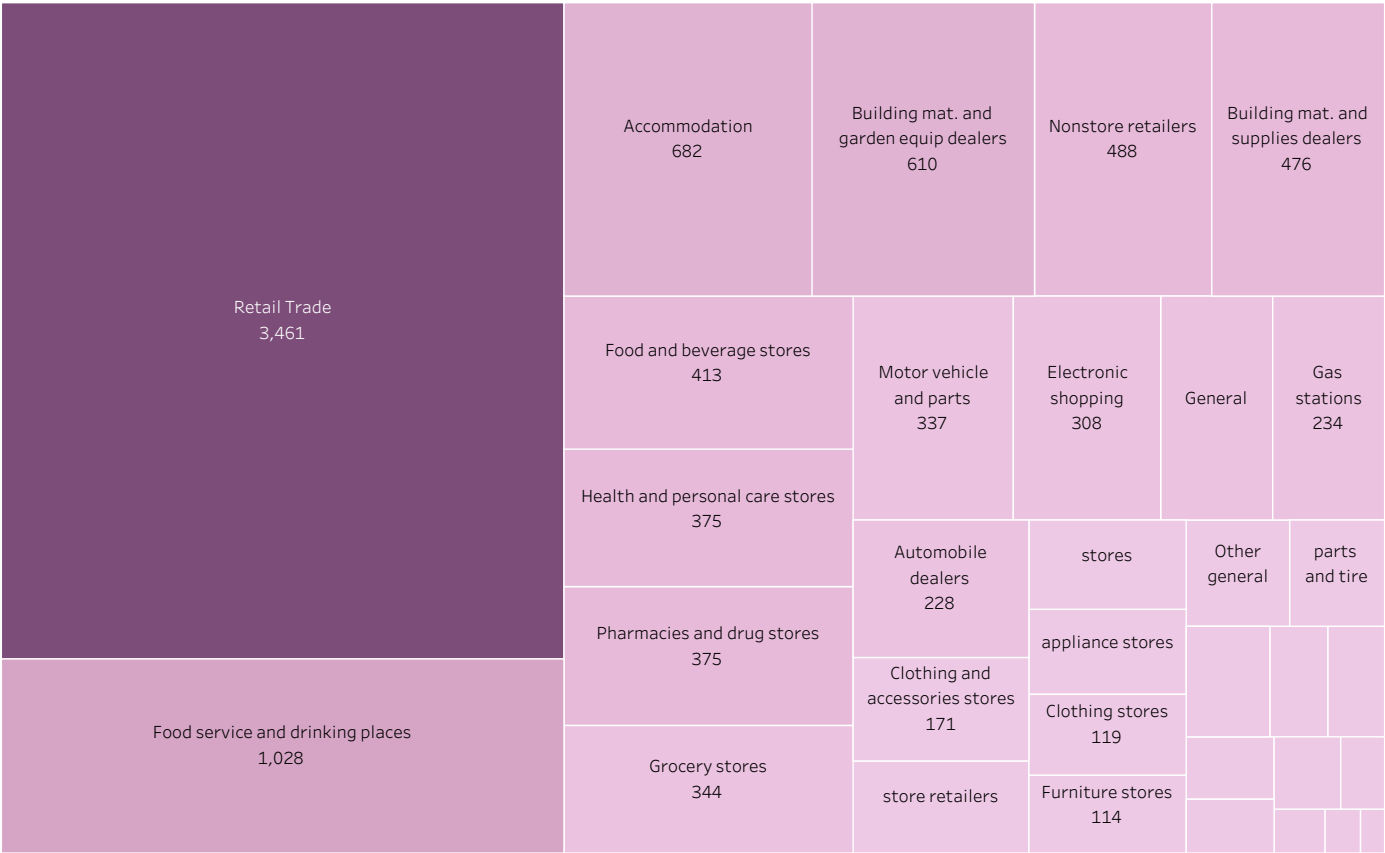 Retail Trade
3,461
Food service and drinking places
1,028
Accommodation
682
Building mat. and
garden equip dealers
610
Nonstore retailers
488
Building mat. and
supplies dealers
476
Food and beverage stores
413
Health and personal care stores
375
Pharmacies and drug stores
375
Grocery stores
344
Motor vehicle
and parts
337
Electronic
shopping
308
General
Gas
stations
234
Automobile
dealers
228
Clothing and
accessories stores
171
store retailers
stores
appliance stores
Clothing stores
119
Furniture stores
114
Other
general
parts
and tire